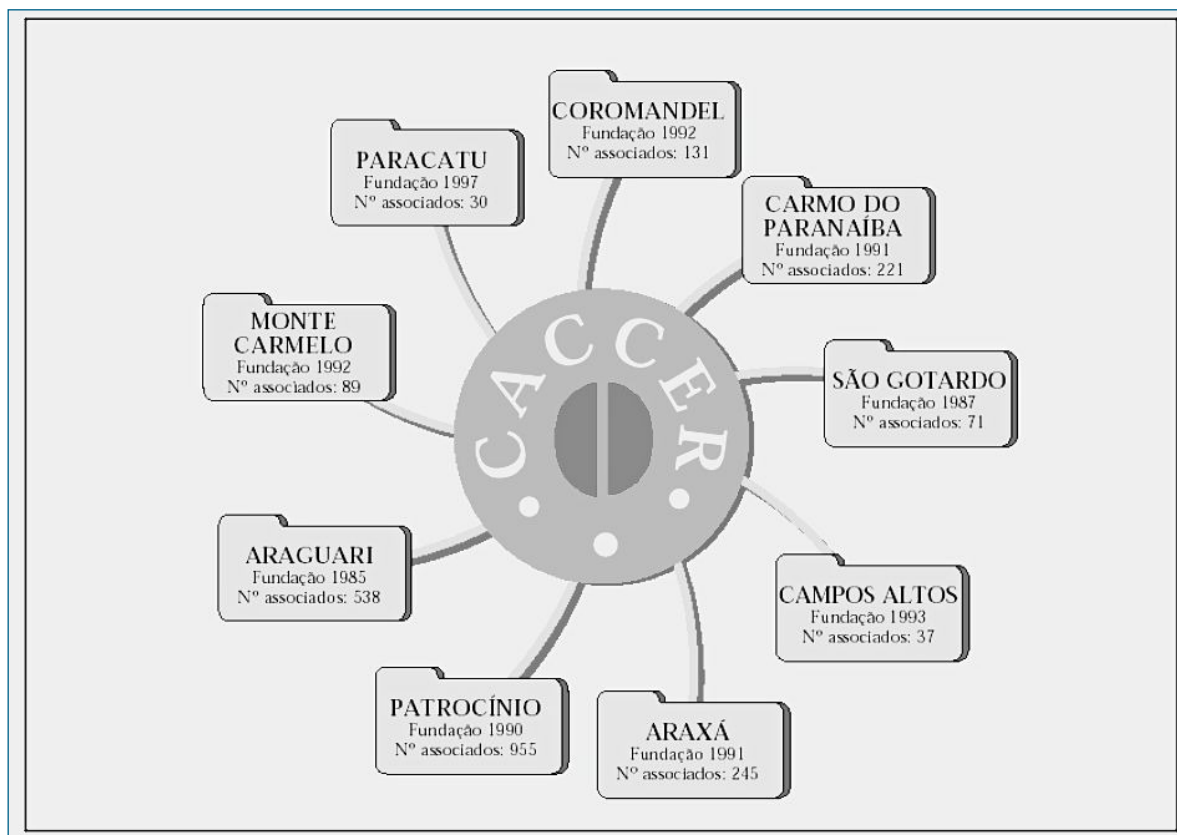 COROMANDEL
Fundação 1992
Nº associados: 131
PARACATU
Fundação 1997
Nº associados: 30
CARMO DO
PARANAÍBA
Fundação 1991
Nº associados: 221
MONTE
CARMELO
Fundação 1992
Nº associados: 89
SÃO GOTARDO
Fundação 1987
Nº associados: 71
CACCER
ARAGUARI
Fundação 1985
Nº associados: 538
CAMPOS ALTOS
Fundação 1993
Nº associados: 37
PATROCÍNIO
Fundação 1990
Nº associados: 955
ARAXÁ
Fundação 1991
Nº associados: 245